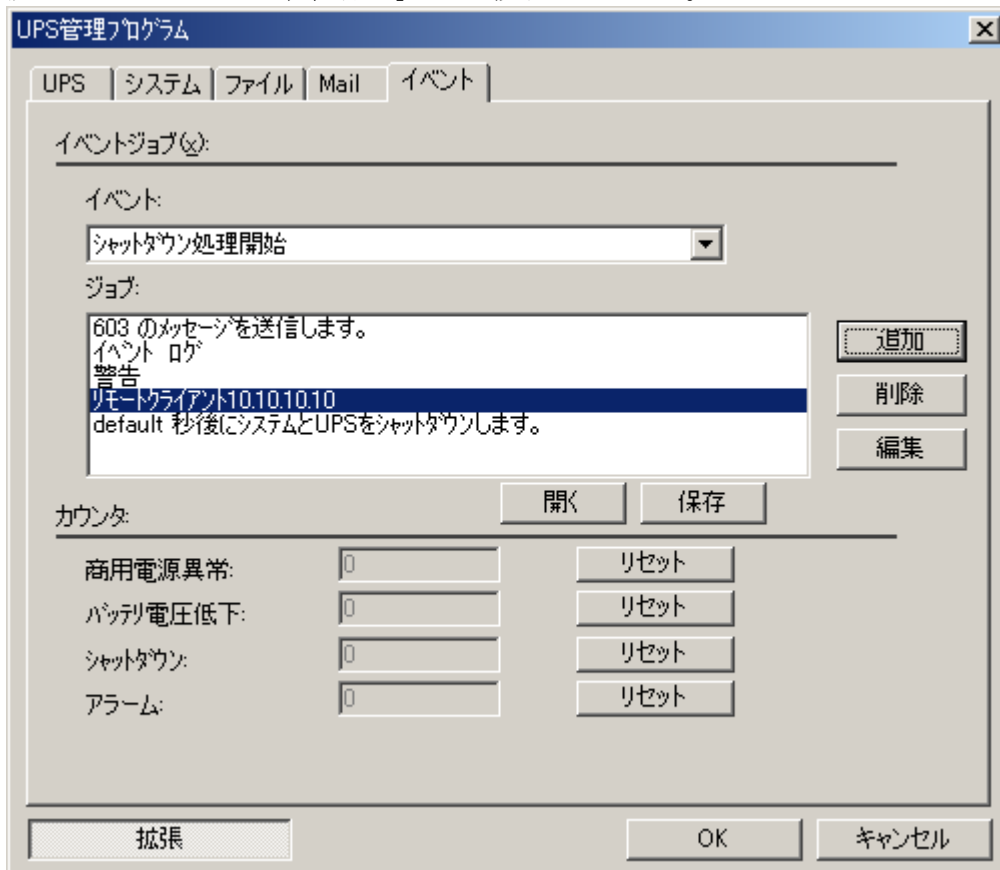 UPS管理プログラム
UPS システム ファイル Mail イベント
イベントジョブ(x):
イベント:
シャットダウン処理開始
ジョブ:
603 のメッセージを送信します。
イベント ログ
警告
リモートクライアント10.10.10.10
default 秒後にシステムとUPSをシャットダウンします。
追加
削除
編集
開く 保存
カウンタ:
商用電源異常: 0 リセット
バッテリ電圧低下: 0 リセット
シャットダウン: 0 リセット
アラーム: 0 リセット
拡張 OK キャンセル